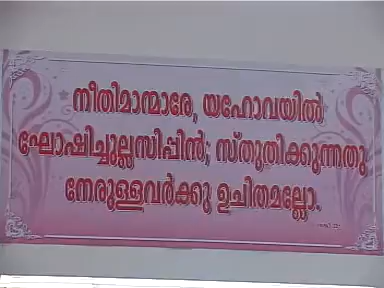 നീതിമാന്മാരേ, യഹോവയിൽ
ഘോഷിച്ചുല്ലസിപ്പിൻ; സ്തുതിക്കുന്നതു
നേരുള്ളവർക്കു ഉചിതമല്ലോ.